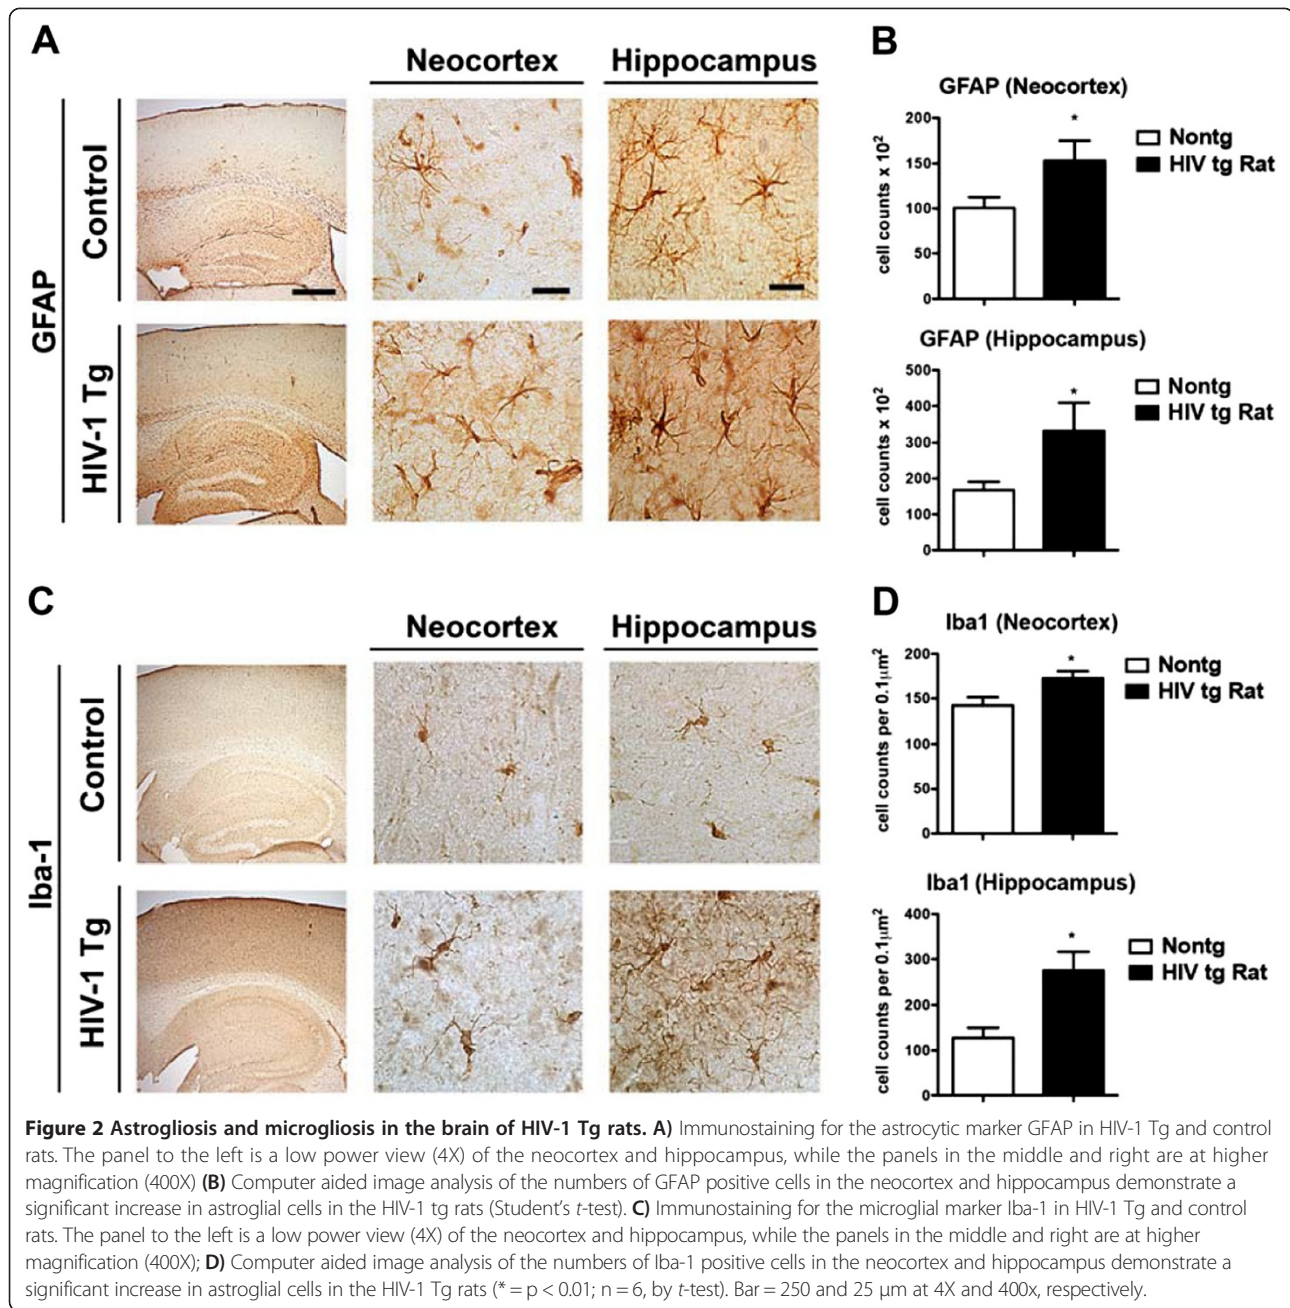 A
Neocortex
Hippocampus
GFAP
Control
HIV-1 Tg
B
GFAP (Neocortex)
cell counts x 10²
200
150
100
50
0
*
Nontg
HIV tg Rat
GFAP (Hippocampus)
cell counts x 10²
500
400
300
200
100
0
*
Nontg
HIV tg Rat
C
Neocortex
Hippocampus
Iba-1
Control
HIV-1 Tg
D
Iba1 (Neocortex)
cell counts per 0.1µm²
200
150
100
50
0
*
Nontg
HIV tg Rat
Iba1 (Hippocampus)
cell counts per 0.1µm²
400
300
200
100
0
*
Nontg
HIV tg Rat
Figure 2 Astrogliosis and microgliosis in the brain of HIV-1 Tg rats. A) Immunostaining for the astrocytic marker GFAP in HIV-1 Tg and control
rats. The panel to the left is a low power view (4X) of the neocortex and hippocampus, while the panels in the middle and right are at higher
magnification (400X) (B) Computer aided image analysis of the numbers of GFAP positive cells in the neocortex and hippocampus demonstrate a
significant increase in astroglial cells in the HIV-1 tg rats (Student's t-test). C) Immunostaining for the microglial marker Iba-1 in HIV-1 Tg and control
rats. The panel to the left is a low power view (4X) of the neocortex and hippocampus, while the panels in the middle and right are at higher
magnification (400X); D) Computer aided image analysis of the numbers of Iba-1 positive cells in the neocortex and hippocampus demonstrate a
significant increase in astroglial cells in the HIV-1 Tg rats (* = p < 0.01; n = 6, by t-test). Bar = 250 and 25 µm at 4X and 400x, respectively.